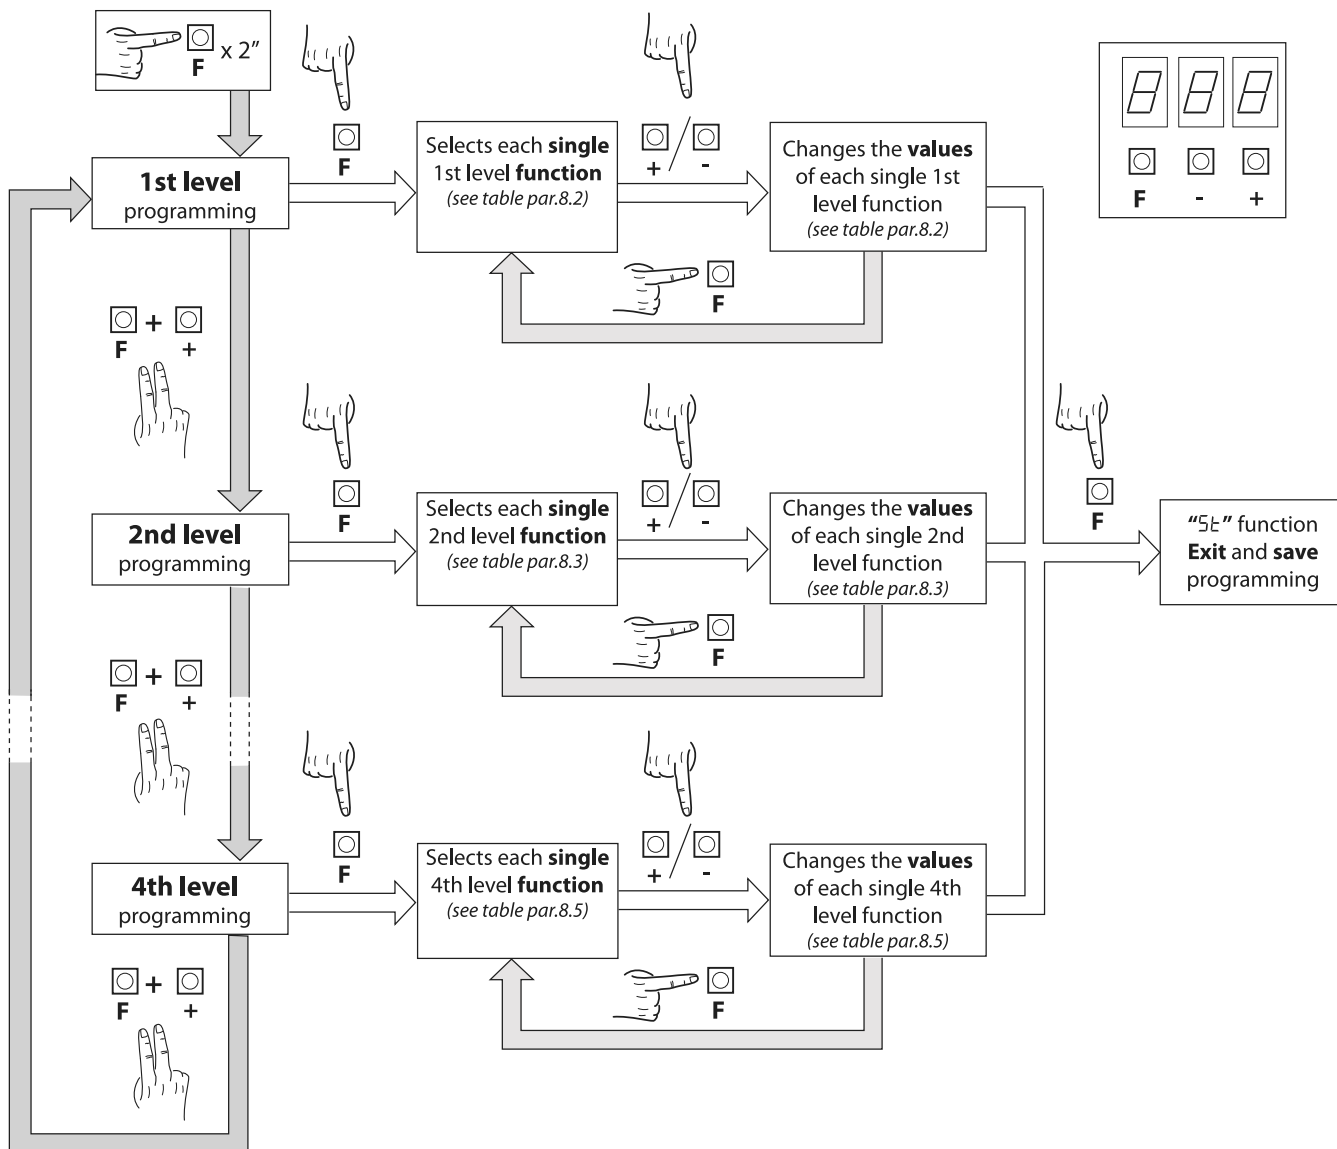 F x 2”
F
+ / -
1st level
programming
Selects each single
1st level function
(see table par.8.2)
Changes the values
of each single 1st
level function
(see table par.8.2)
F - +
F
F + +
F
+ / -
2nd level
programming
Selects each single
2nd level function
(see table par.8.3)
Changes the values
of each single 2nd
level function
(see table par.8.3)
F
F
“St” function
Exit and save
programming
F + +
F
+ / -
4th level
programming
Selects each single
4th level function
(see table par.8.5)
Changes the values
of each single 4th
level function
(see table par.8.5)
F
F + +
8 8 8